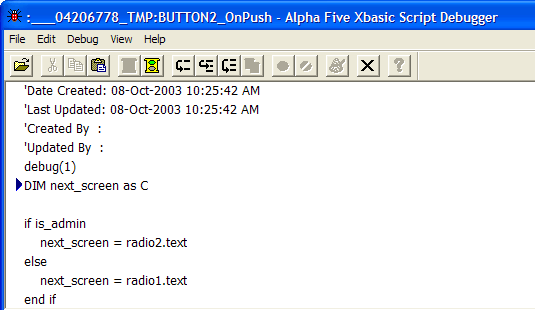 :___04206778_TMP:BUTTON2_OnPush - Alpha Five Xbasic Script Debugger
File Edit Debug View Help
'Date Created: 08-Oct-2003 10:25:42 AM
'Last Updated: 08-Oct-2003 10:25:42 AM
'Created By  :
'Updated By  :
debug(1)
DIM next_screen as C
if is_admin
    next_screen = radio2.text
else
    next_screen = radio1.text
end if